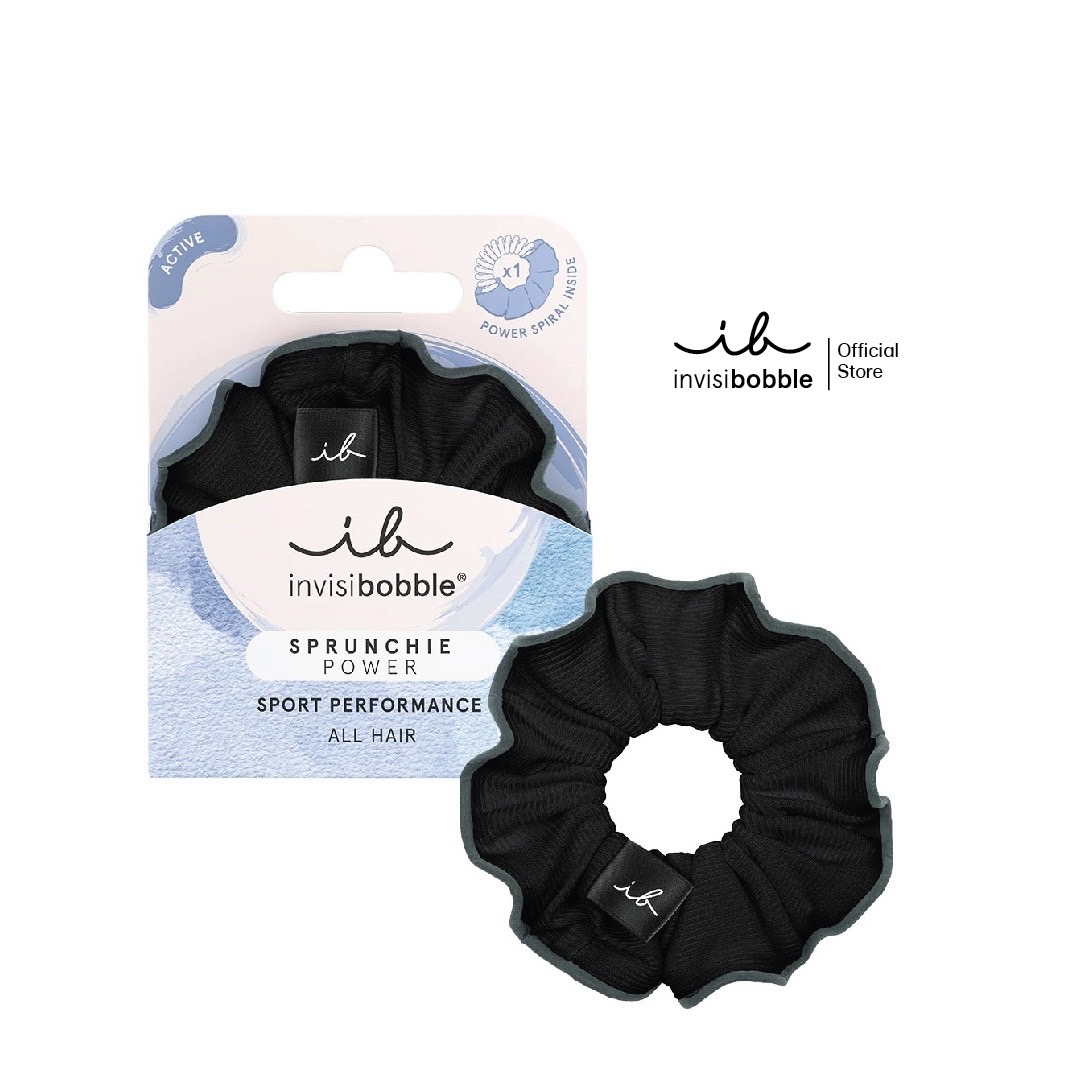 ACTIVE
x1
POWER SPIRAL INSIDE
ib
ib
invisibobble®
SPRUNCHIE
POWER
SPORT PERFORMANCE
ALL HAIR
ib
invisibobble
Official
Store
ib